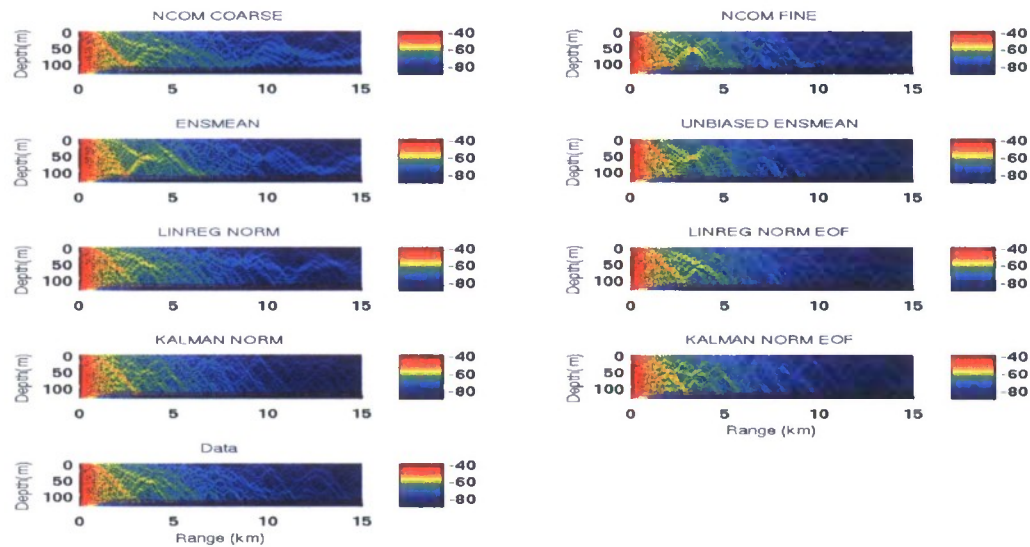 NCOM COARSE
Depth(m)
0
50
100
0 5 10 15
-40
-60
-80
NCOM FINE
Depth(m)
0
50
100
0 5 10 15
-40
-60
-80
ENSMEAN
Depth(m)
0
50
100
0 5 10 15
-40
-60
-80
UNBIASED ENSMEAN
Depth(m)
0
50
100
0 5 10 15
-40
-60
-80
LINREG NORM
Depth(m)
0
50
100
0 5 10 15
-40
-60
-80
LINREG NORM EOF
Depth(m)
0
50
100
0 5 10 15
-40
-60
-80
KALMAN NORM
Depth(m)
0
50
100
0 5 10 15
-40
-60
-80
KALMAN NORM EOF
Depth(m)
0
50
100
0 5 10 15
Range (km)
-40
-60
-80
Data
Depth(m)
0
50
100
0 5 10 15
Range (km)
-40
-60
-80